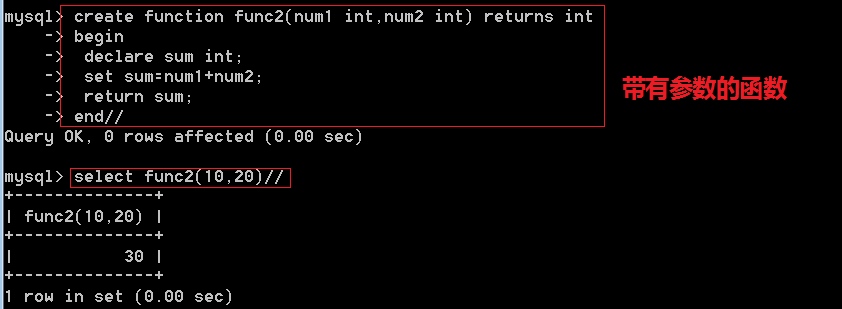 mysql> create function func2(num1 int,num2 int) returns int
    -> begin
    ->  declare sum int;
    ->  set sum=num1+num2;
    ->  return sum;
    -> end//
带有参数的函数
Query OK, 0 rows affected (0.00 sec)
mysql> select func2(10,20)//
+--------------+
| func2(10,20) |
+--------------+
|           30 |
+--------------+
1 row in set (0.00 sec)